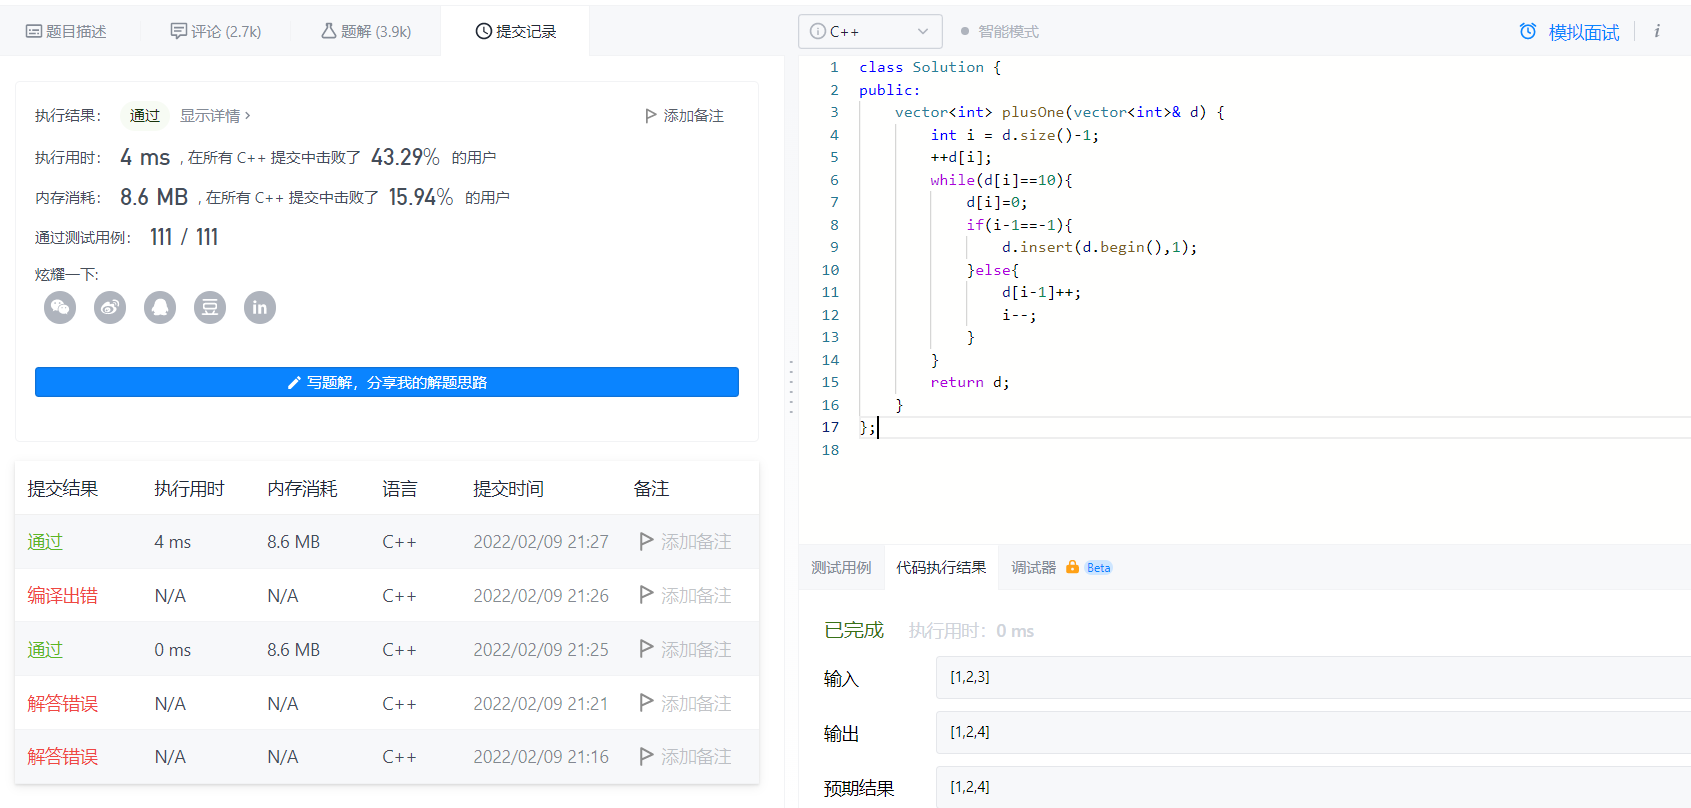 题目描述
评论 (2.7k)
题解 (3.9k)
提交记录
执行结果： 通过 显示详情 ›
添加备注
执行用时： 4 ms , 在所有 C++ 提交中击败了 43.29% 的用户
内存消耗： 8.6 MB , 在所有 C++ 提交中击败了 15.94% 的用户
通过测试用例： 111 / 111
炫耀一下:
豆
in
写题解，分享我的解题思路
提交结果 执行用时 内存消耗 语言 提交时间 备注
通过 4 ms 8.6 MB C++ 2022/02/09 21:27 添加备注
编译出错 N/A N/A C++ 2022/02/09 21:26 添加备注
通过 0 ms 8.6 MB C++ 2022/02/09 21:25 添加备注
解答错误 N/A N/A C++ 2022/02/09 21:21 添加备注
解答错误 N/A N/A C++ 2022/02/09 21:16 添加备注
C++
智能模式
模拟面试
i
1 class Solution {
2 public:
3     vector<int> plusOne(vector<int>& d) {
4         int i = d.size()-1;
5         ++d[i];
6         while(d[i]==10){
7             d[i]=0;
8             if(i-1==-1){
9                 d.insert(d.begin(),1);
10             }else{
11                 d[i-1]++;
12                 i--;
13             }
14         }
15         return d;
16     }
17 };
18
测试用例
代码执行结果
调试器 Beta
已完成 执行用时： 0 ms
输入
[1,2,3]
输出
[1,2,4]
预期结果
[1,2,4]